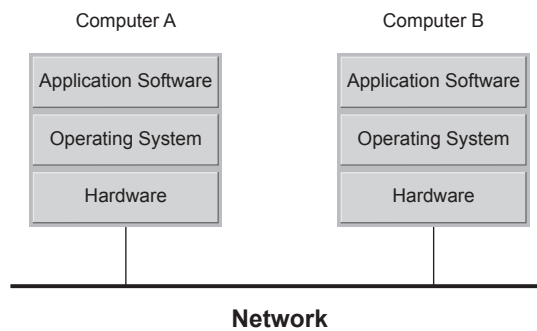 Computer A
Application Software
Operating System
Hardware
Computer B
Application Software
Operating System
Hardware
Network